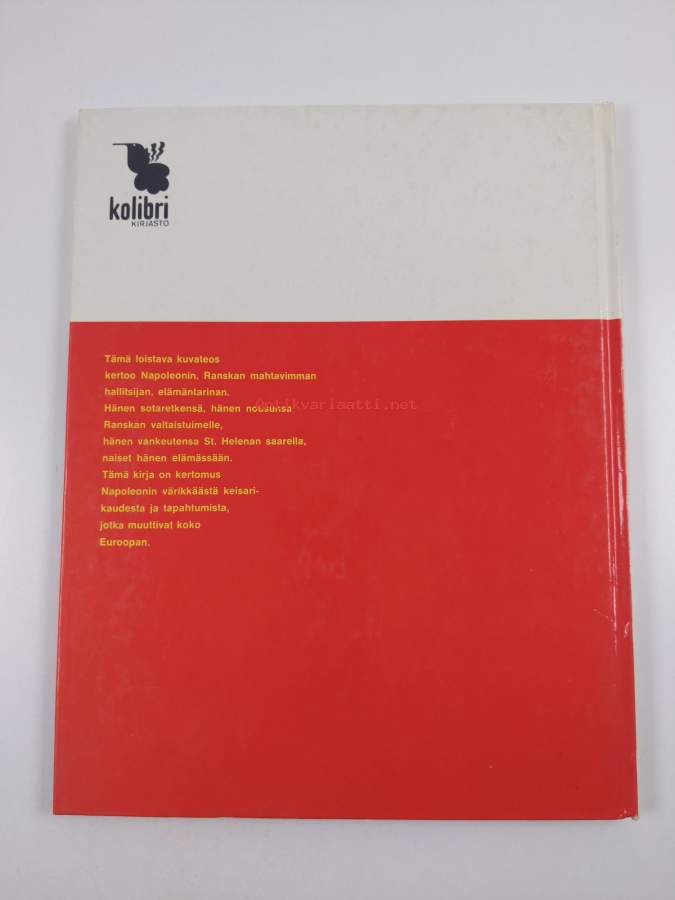 kolibri
KIRJASTO
Tämä loistava kuvateos
kertoo Napoleonin, Ranskan mahtavimman
hallitsijan, elämäntarinan.
Hänen sotaretkensä, hänen nousunsa
Antikvariaatti.net
Ranskan valtaistuimelle,
hänen vankeutensa St. Helenan saarella,
naiset hänen elämässään.
Tämä kirja on kertomus
Napoleonin värikkäästä keisari-
kaudesta ja tapahtumista,
jotka muuttivat koko
Euroopan.